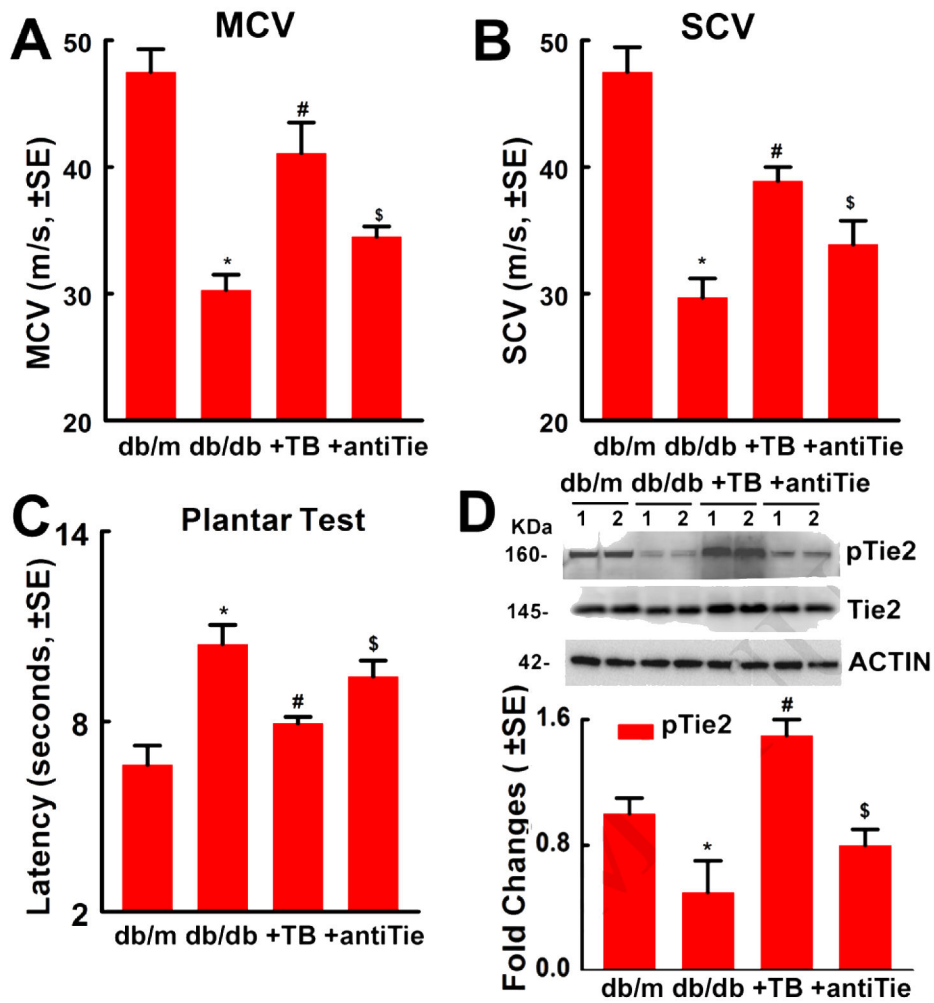 A
MCV
MCV (m/s, ±SE)
50
40
30
20
*
#
$
db/m db/db +TB +antiTie
B
SCV
SCV (m/s, ±SE)
50
40
30
20
*
#
$
db/m db/db +TB +antiTie
C
Plantar Test
Latency (seconds, ±SE)
14
8
2
*
#
$
db/m db/db +TB +antiTie
D
db/m db/db +TB +antiTie
KDa 1 2 1 2 1 2 1 2
160- pTie2
145- Tie2
42- ACTIN
Fold Changes ( ±SE)
1.6
0.8
0.0
pTie2
*
#
$
db/m db/db +TB +antiTie